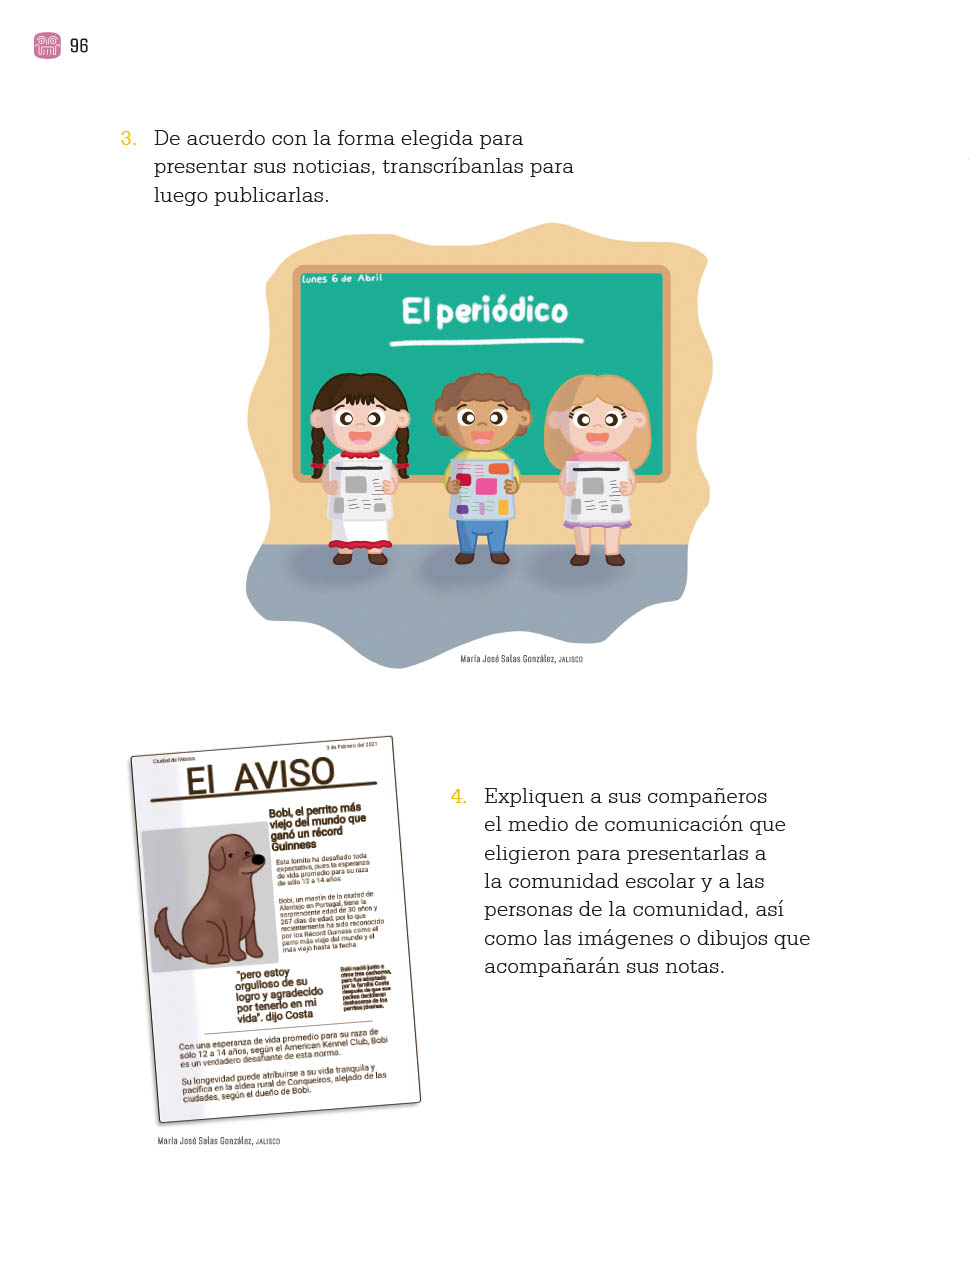 96
3. De acuerdo con la forma elegida para
presentar sus noticias, transcríbanlas para
luego publicarlas.
Lunes 6 de Abril
El periódico
María José Salas González, JALISCO
Ciudad de México
3 de Febrero del 2021
El AVISO
Bobi, el perrito más
viejo del mundo que
ganó un récord
Guinness
Este lomito ha desafiado toda
expectativa, pues la esperanza
de vida promedio para su raza
de sólo 12 a 14 años
Bobi, un mastín de la ciudad de
Alentejo en Portugal, tiene la
sorprendente edad de 30 años y
267 días de edad, por lo que
recientemente ha sido reconocido
por los Récord Guiness como el
perro más viejo del mundo y el
más viejo hasta la fecha.
"pero estoy
orgulloso de su
logro y agradecido
por tenerlo en mi
vida". dijo Costa
Bobi nació junto a
otros tres cachorros,
pero fue adoptado
por la familia Costa
después de que sus
padres decidieran
deshacerse de los
perritos jóvenes.
Con una esperanza de vida promedio para su raza de
sólo 12 a 14 años, según el American Kennel Club, Bobi
es un verdadero desafiante de esta norma.
Su longevidad puede atribuirse a su vida tranquila y
pacífica en la aldea rural de Conqueiros, alejado de las
ciudades, según el dueño de Bobi.
María José Salas González, JALISCO
4. Expliquen a sus compañeros
el medio de comunicación que
eligieron para presentarlas a
la comunidad escolar y a las
personas de la comunidad, así
como las imágenes o dibujos que
acompañarán sus notas.